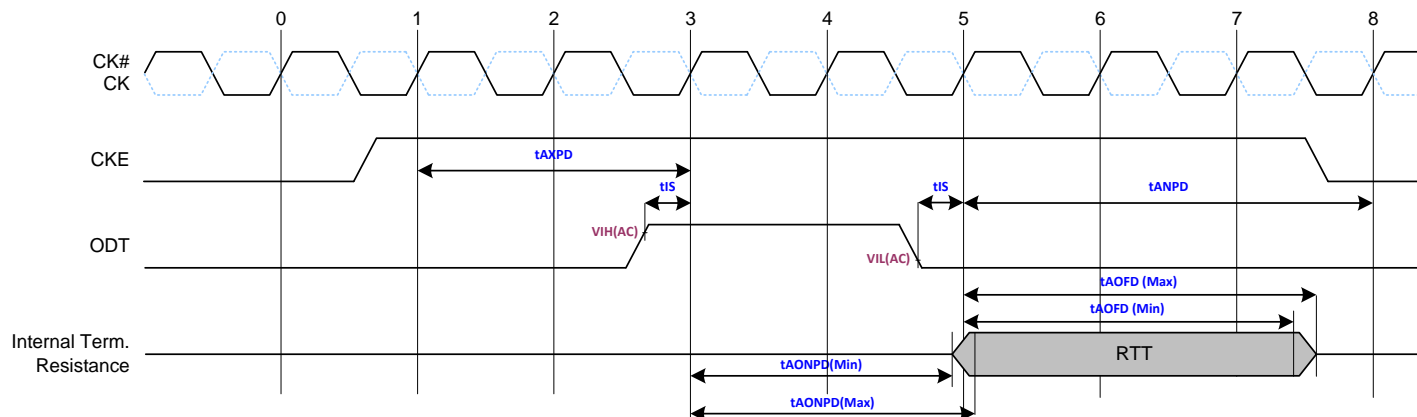 0 1 2 3 4 5 6 7 8
CK#
CK
CKE
tAXPD
tIS
tIS
tANPD
VIH(AC)
ODT
VIL(AC)
tAOFD (Max)
tAOFD (Min)
Internal Term.
Resistance
RTT
tAONPD(Min)
tAONPD(Max)